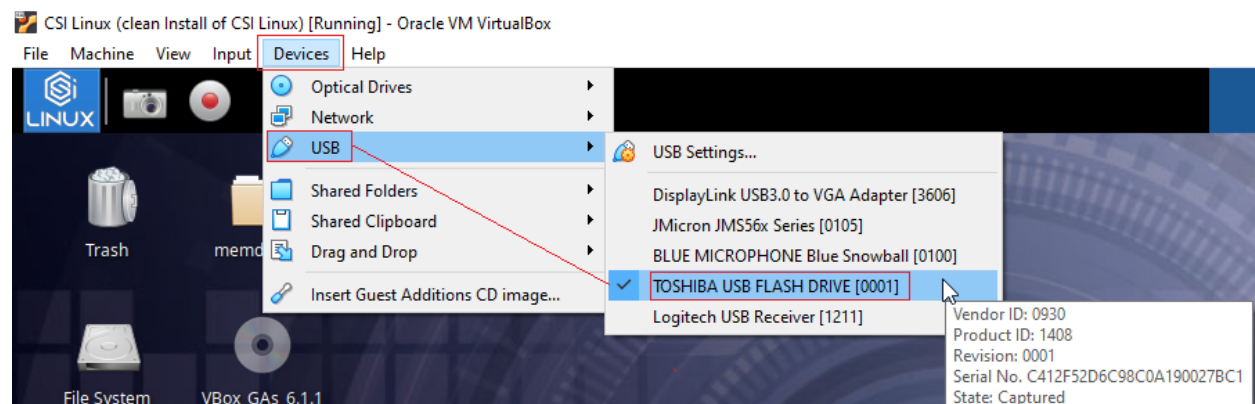 CSI Linux (clean Install of CSI Linux) [Running] - Oracle VM VirtualBox
File Machine View Input Devices Help
Si
LINUX
Optical Drives
Network
USB
USB Settings...
Shared Folders
DisplayLink USB3.0 to VGA Adapter [3606]
Shared Clipboard
JMicron JMS56x Series [0105]
Trash
memd
Drag and Drop
BLUE MICROPHONE Blue Snowball [0100]
TOSHIBA USB FLASH DRIVE [0001]
Insert Guest Additions CD image...
Logitech USB Receiver [1211]
Vendor ID: 0930
Product ID: 1408
Revision: 0001
Serial No. C412F52D6C98C0A190027BC1
State: Captured
File System
VBox_GAs_6.1.1